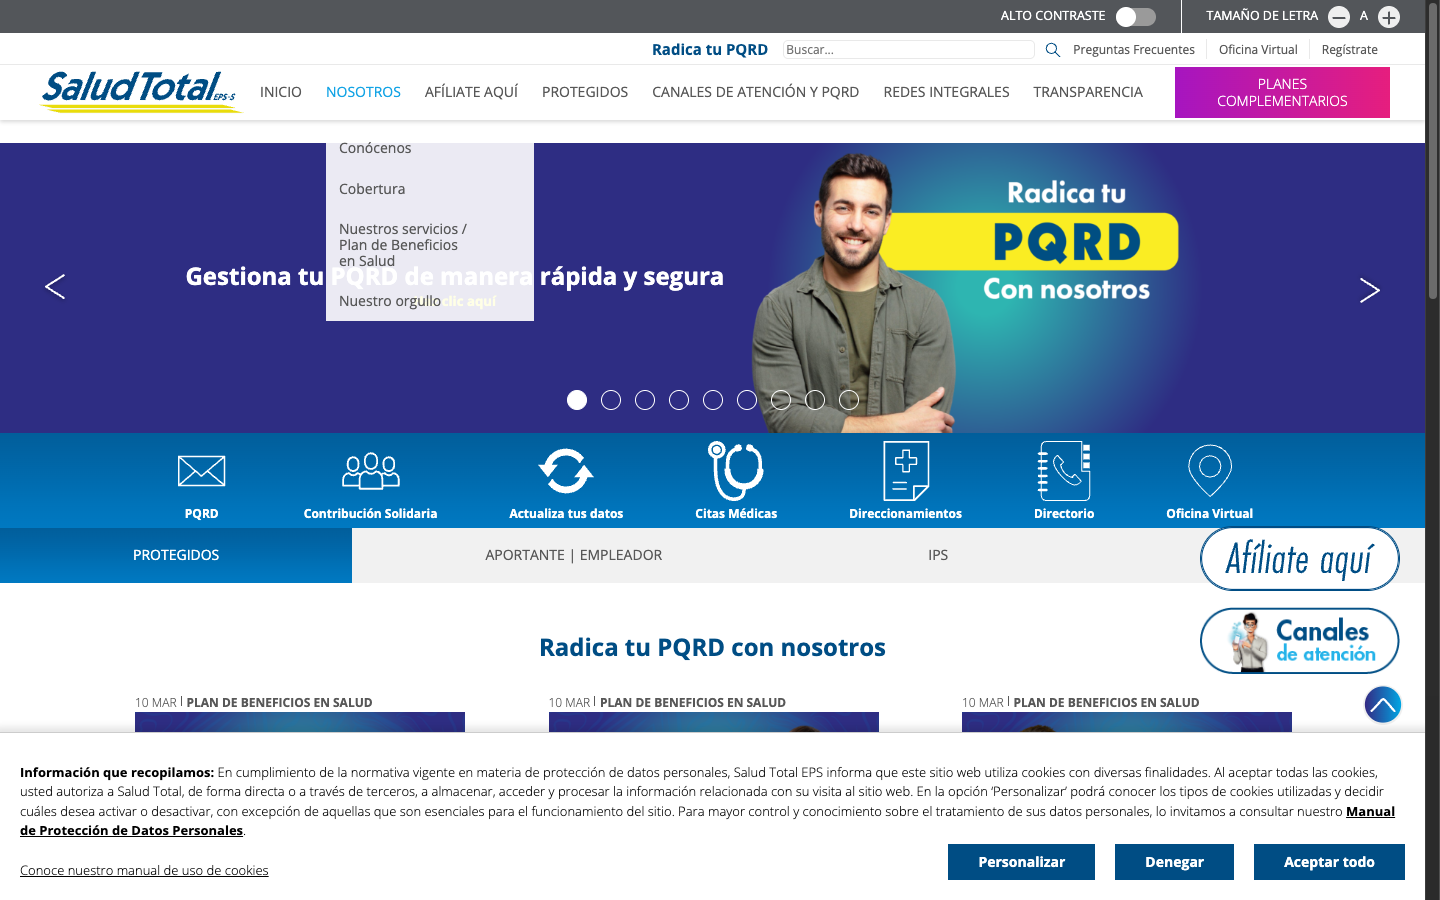 ALTO CONTRASTE
TAMAÑO DE LETRA
A
Radica tu PQRD
Buscar...
Preguntas Frecuentes
Oficina Virtual
Regístrate
SaludTotal EPS-S
INICIO
NOSOTROS
AFÍLIATE AQUÍ
PROTEGIDOS
CANALES DE ATENCIÓN Y PQRD
REDES INTEGRALES
TRANSPARENCIA
PLANES
COMPLEMENTARIOS
Conócenos
Cobertura
Nuestros servicios /
Plan de Beneficios
en Salud
Nuestro orgullo
Gestiona tu PQRD de manera rápida y segura
clic aquí
Radica tu
PQRD
Con nosotros
PQRD
Contribución Solidaria
Actualiza tus datos
Citas Médicas
Direccionamientos
Directorio
Oficina Virtual
PROTEGIDOS
APORTANTE | EMPLEADOR
IPS
Afíliate aquí
Canales
de atención
Radica tu PQRD con nosotros
10 MAR | PLAN DE BENEFICIOS EN SALUD
10 MAR | PLAN DE BENEFICIOS EN SALUD
10 MAR | PLAN DE BENEFICIOS EN SALUD
Información que recopilamos: En cumplimiento de la normativa vigente en materia de protección de datos personales, Salud Total EPS informa que este sitio web utiliza cookies con diversas finalidades. Al aceptar todas las cookies,
usted autoriza a Salud Total, de forma directa o a través de terceros, a almacenar, acceder y procesar la información relacionada con su visita al sitio web. En la opción ‘Personalizar’ podrá conocer los tipos de cookies utilizadas y decidir
cuáles desea activar o desactivar, con excepción de aquellas que son esenciales para el funcionamiento del sitio. Para mayor control y conocimiento sobre el tratamiento de sus datos personales, lo invitamos a consultar nuestro Manual
de Protección de Datos Personales.
Conoce nuestro manual de uso de cookies
Personalizar
Denegar
Aceptar todo